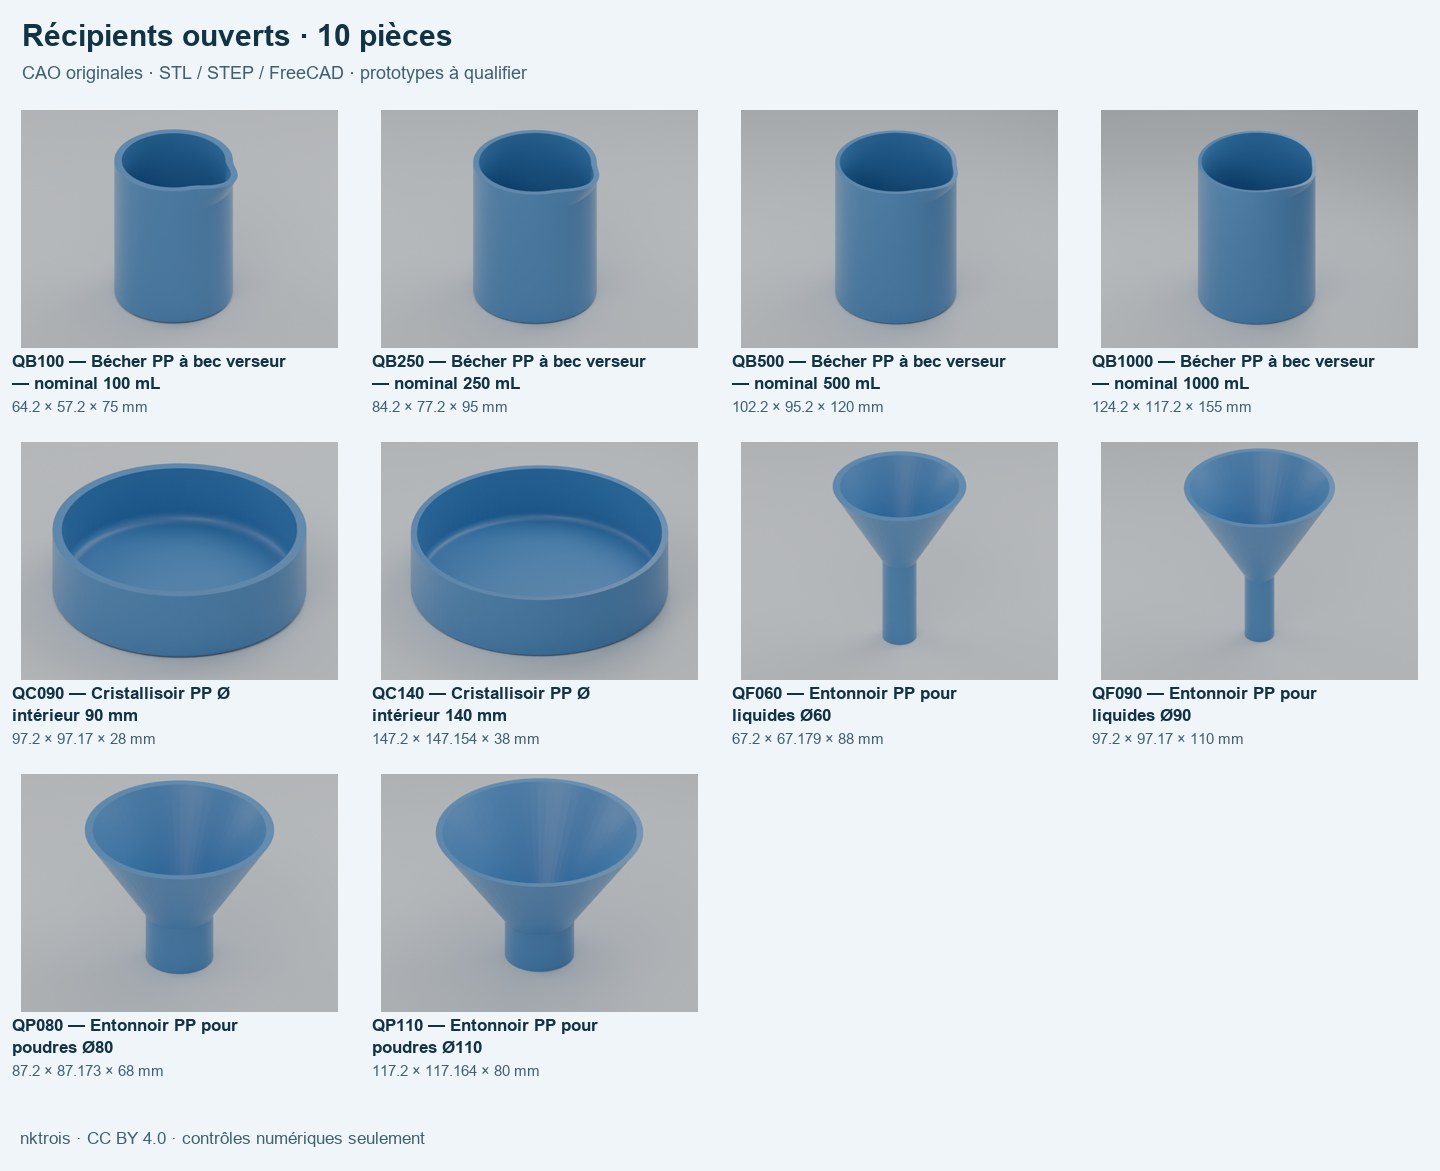 Récipients ouverts · 10 pièces
CAO originales · STL / STEP / FreeCAD · prototypes à qualifier
QB100 — Bécher PP à bec verseur
— nominal 100 mL
64.2 × 57.2 × 75 mm
QB250 — Bécher PP à bec verseur
— nominal 250 mL
84.2 × 77.2 × 95 mm
QB500 — Bécher PP à bec verseur
— nominal 500 mL
102.2 × 95.2 × 120 mm
QB1000 — Bécher PP à bec verseur
— nominal 1000 mL
124.2 × 117.2 × 155 mm
QC090 — Cristallisoir PP Ø
intérieur 90 mm
97.2 × 97.17 × 28 mm
QC140 — Cristallisoir PP Ø
intérieur 140 mm
147.2 × 147.154 × 38 mm
QF060 — Entonnoir PP pour
liquides Ø60
67.2 × 67.179 × 88 mm
QF090 — Entonnoir PP pour
liquides Ø90
97.2 × 97.17 × 110 mm
QP080 — Entonnoir PP pour
poudres Ø80
87.2 × 87.173 × 68 mm
QP110 — Entonnoir PP pour
poudres Ø110
117.2 × 117.164 × 80 mm
nktrois · CC BY 4.0 · contrôles numériques seulement